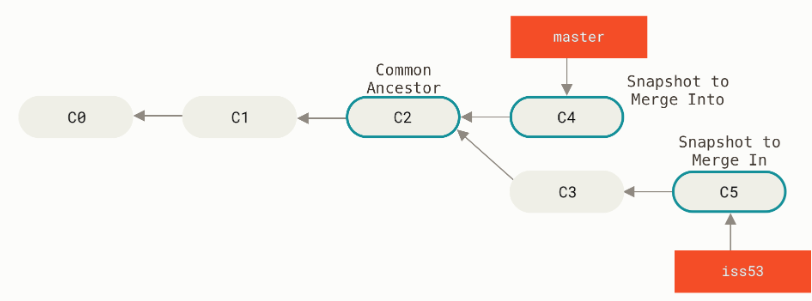 master
Common
Ancestor
Snapshot to
Merge Into
C0
C1
C2
C4
Snapshot to
Merge In
C3
C5
iss53